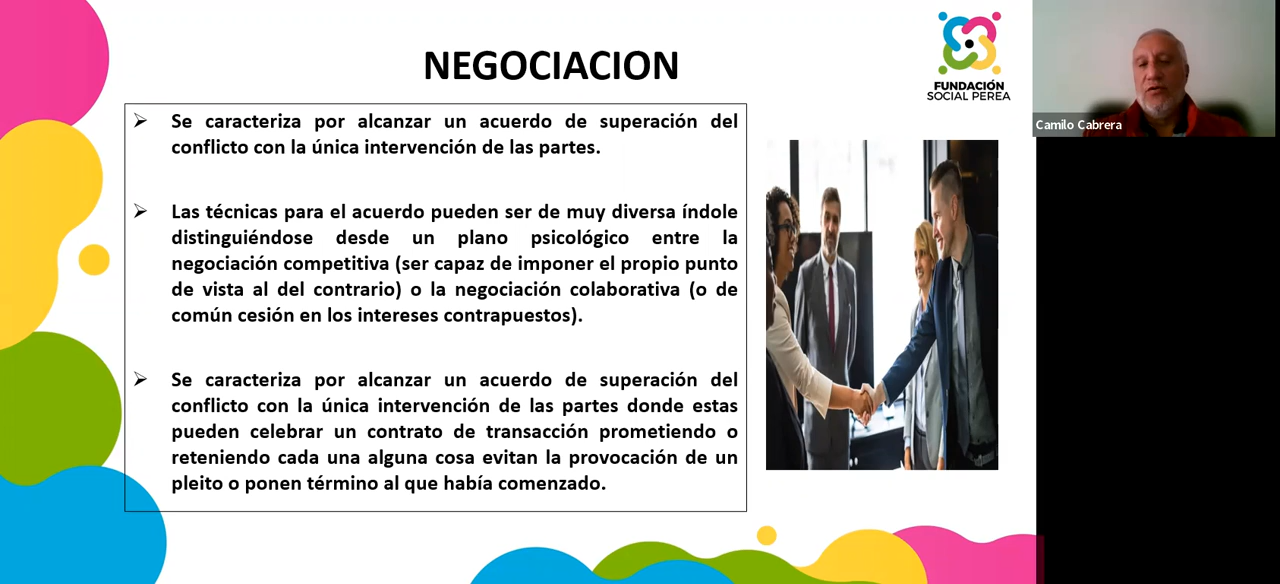 NEGOCIACION
FUNDACIÓN
SOCIAL PEREA
Camilo Cabrera
➢ Se caracteriza por alcanzar un acuerdo de superación del
conflicto con la única intervención de las partes.
➢ Las técnicas para el acuerdo pueden ser de muy diversa índole
distinguiéndose desde un plano psicológico entre la
negociación competitiva (ser capaz de imponer el propio punto
de vista al del contrario) o la negociación colaborativa (o de
común cesión en los intereses contrapuestos).
➢ Se caracteriza por alcanzar un acuerdo de superación del
conflicto con la única intervención de las partes donde estas
pueden celebrar un contrato de transacción prometiendo o
reteniendo cada una alguna cosa evitan la provocación de un
pleito o ponen término al que había comenzado.